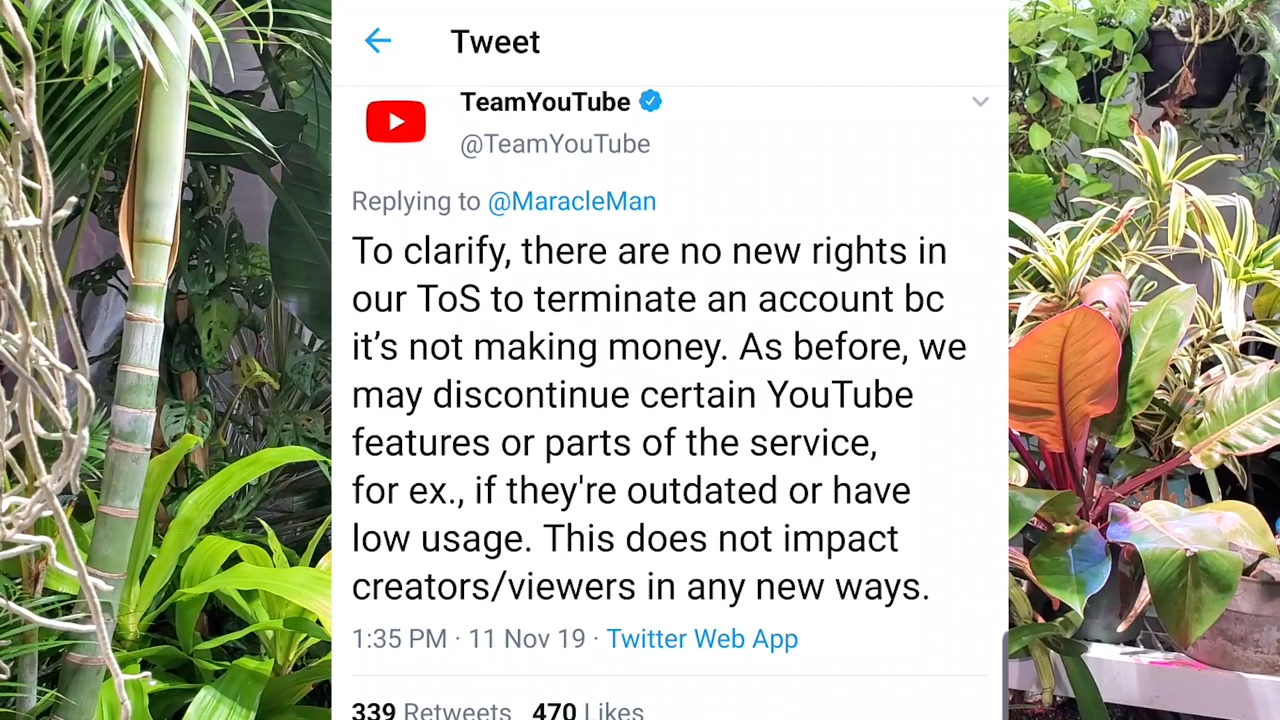 Tweet
TeamYouTube
@TeamYouTube
Replying to @MaracleMan
To clarify, there are no new rights in
our ToS to terminate an account bc
it’s not making money. As before, we
may discontinue certain YouTube
features or parts of the service,
for ex., if they're outdated or have
low usage. This does not impact
creators/viewers in any new ways.
1:35 PM · 11 Nov 19 · Twitter Web App
339 Retweets 470 Likes